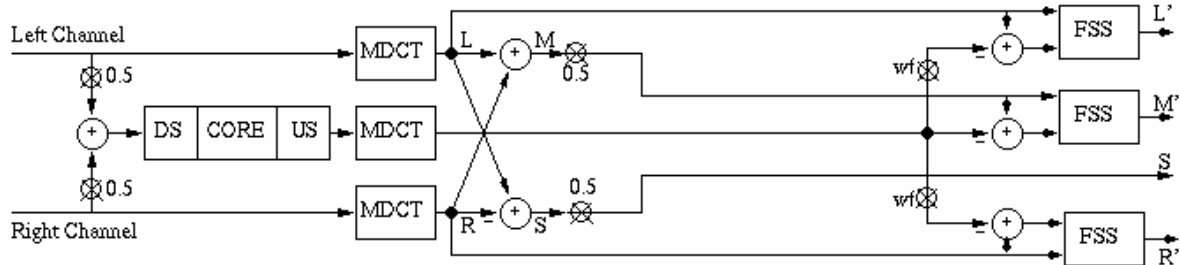 L'
Left Channel
MDCT
L
M
FSS
0.5
0.5
wf
-
DS CORE US
MDCT
M'
FSS
-
0.5
0.5
S
wf
MDCT
R
-
S
Right Channel
-
FSS
R'